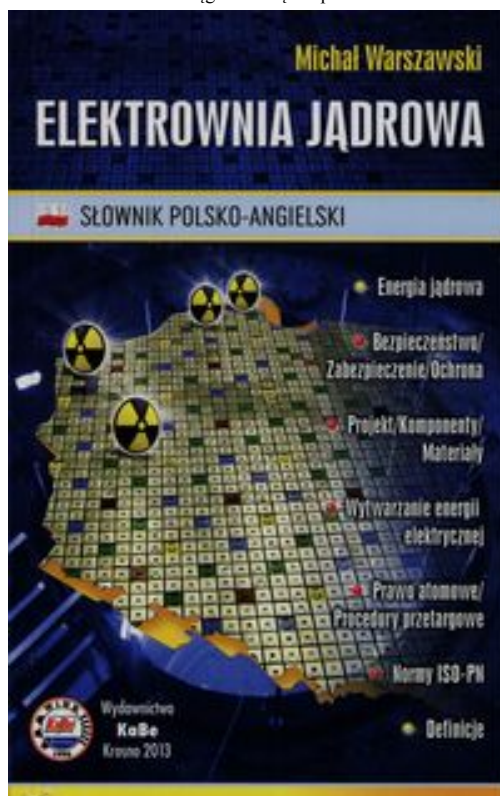 Michał Warszawski
ELEKTROWNIA JĄDROWA
SŁOWNIK POLSKO-ANGIELSKI
Energia jądrowa
Bezpieczeństwo/
Zabezpieczenie/Ochrona
Projekt/Komponenty/
Materiały
Wytwarzanie energii
elektrycznej
Prawo atomowe/
Procedury przetargowe
Normy ISO-PN
Definicje
Wydawnictwo
KaBe
Krosno 2013
KaBe